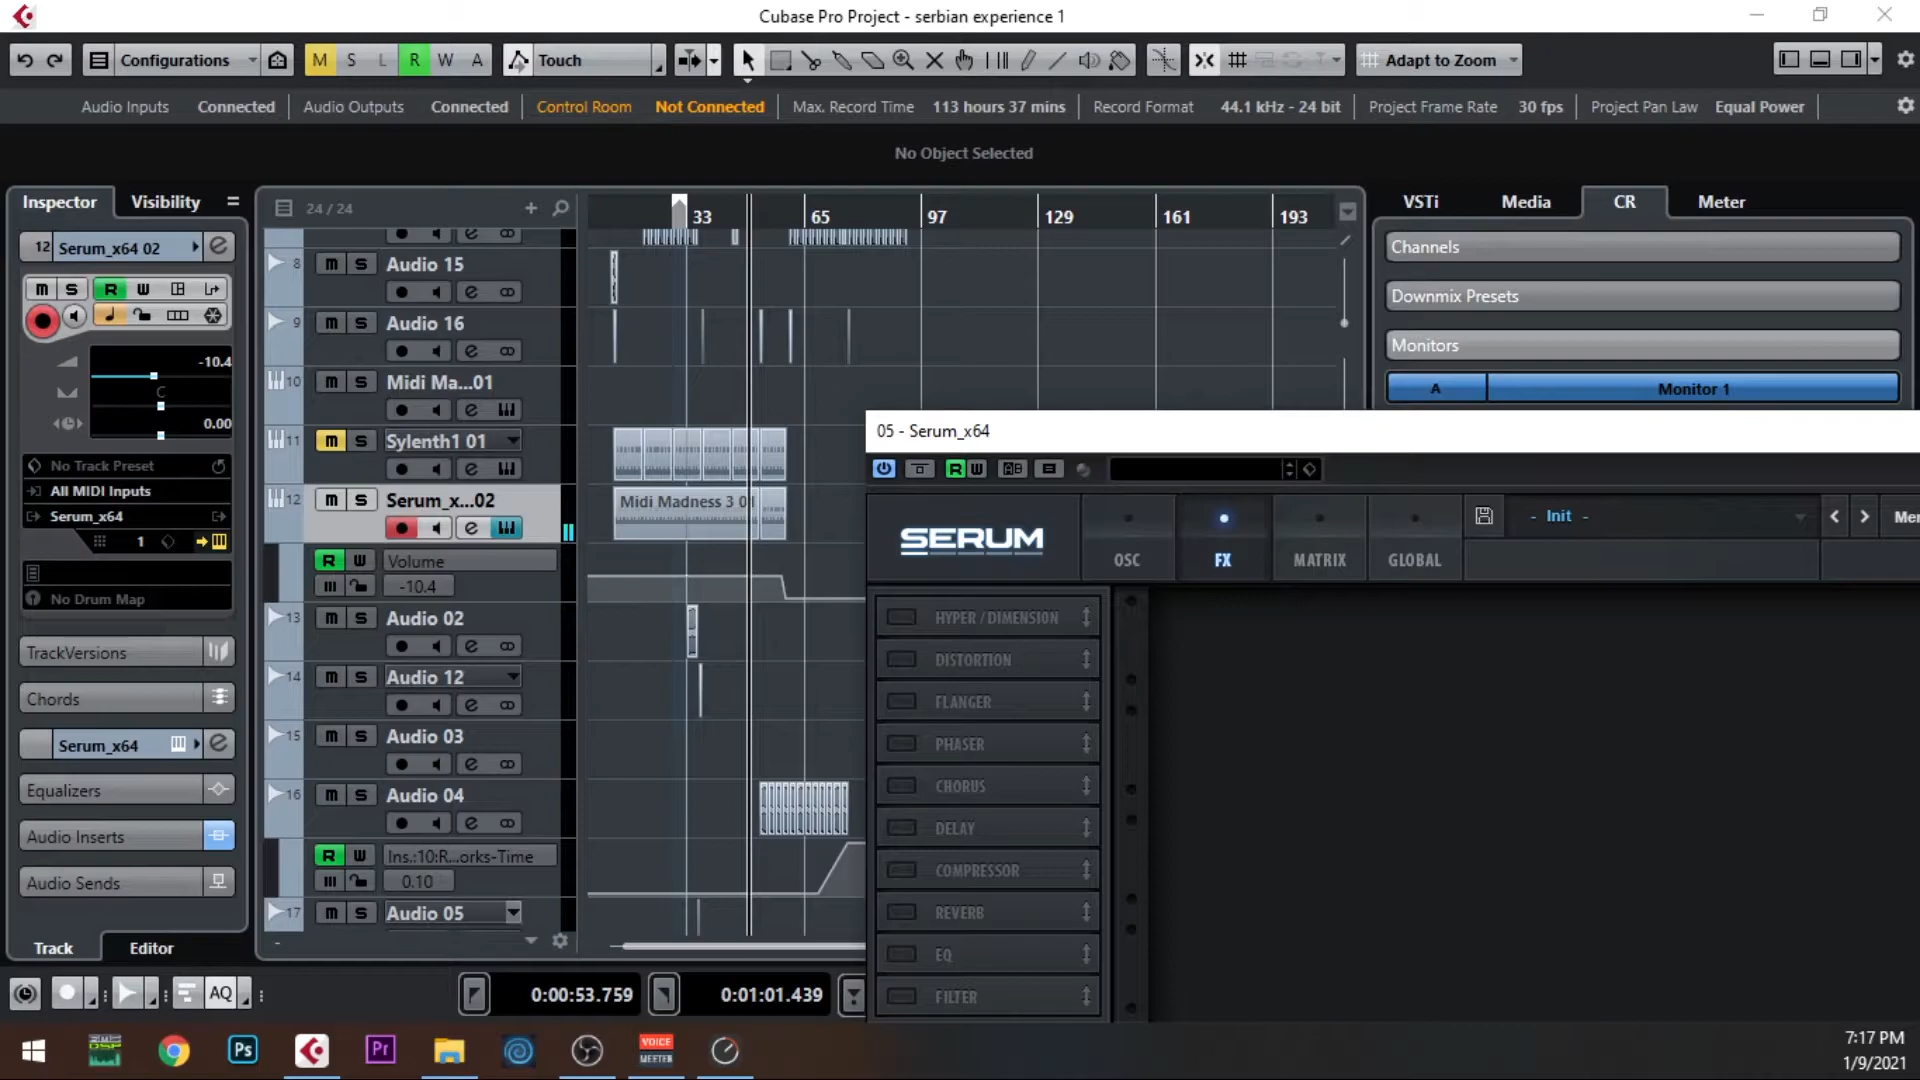 Cubase Pro Project - serbian experience 1
Configurations M S L R W A Touch Adapt to Zoom
Audio Inputs Connected Audio Outputs Connected Control Room Not Connected Max. Record Time 113 hours 37 mins Record Format 44.1 kHz - 24 bit Project Frame Rate 30 fps Project Pan Law Equal Power
No Object Selected
Inspector Visibility
12 Serum_x64 02
m S R W
-10.4
C
0.00
No Track Preset
All MIDI Inputs
Serum_x64
1
No Drum Map
TrackVersions
Chords
Serum_x64
Equalizers
Audio Inserts
Audio Sends
Track Editor
24 / 24
33 65 97 129 161 193
8 m S Audio 15
9 m S Audio 16
10 m S Midi Ma...01
11 m S Sylenth1 01
12 m S Serum_x...02
Midi Madness 3 01
R W Volume
-10.4
13 m S Audio 02
14 m S Audio 12
15 m S Audio 03
16 m S Audio 04
R W Ins.:10:R...orks-Time
0.10
17 m S Audio 05
VSTi Media CR Meter
Channels
Downmix Presets
Monitors
A Monitor 1
05 - Serum_x64
R W
SERUM
OSC FX MATRIX GLOBAL
- Init -
Men
HYPER / DIMENSION
DISTORTION
FLANGER
PHASER
CHORUS
DELAY
COMPRESSOR
REVERB
EQ
FILTER
AQ
0:00:53.759
0:01:01.439
Ps
Pr
VOICE
MEETER
7:17 PM
1/9/2021